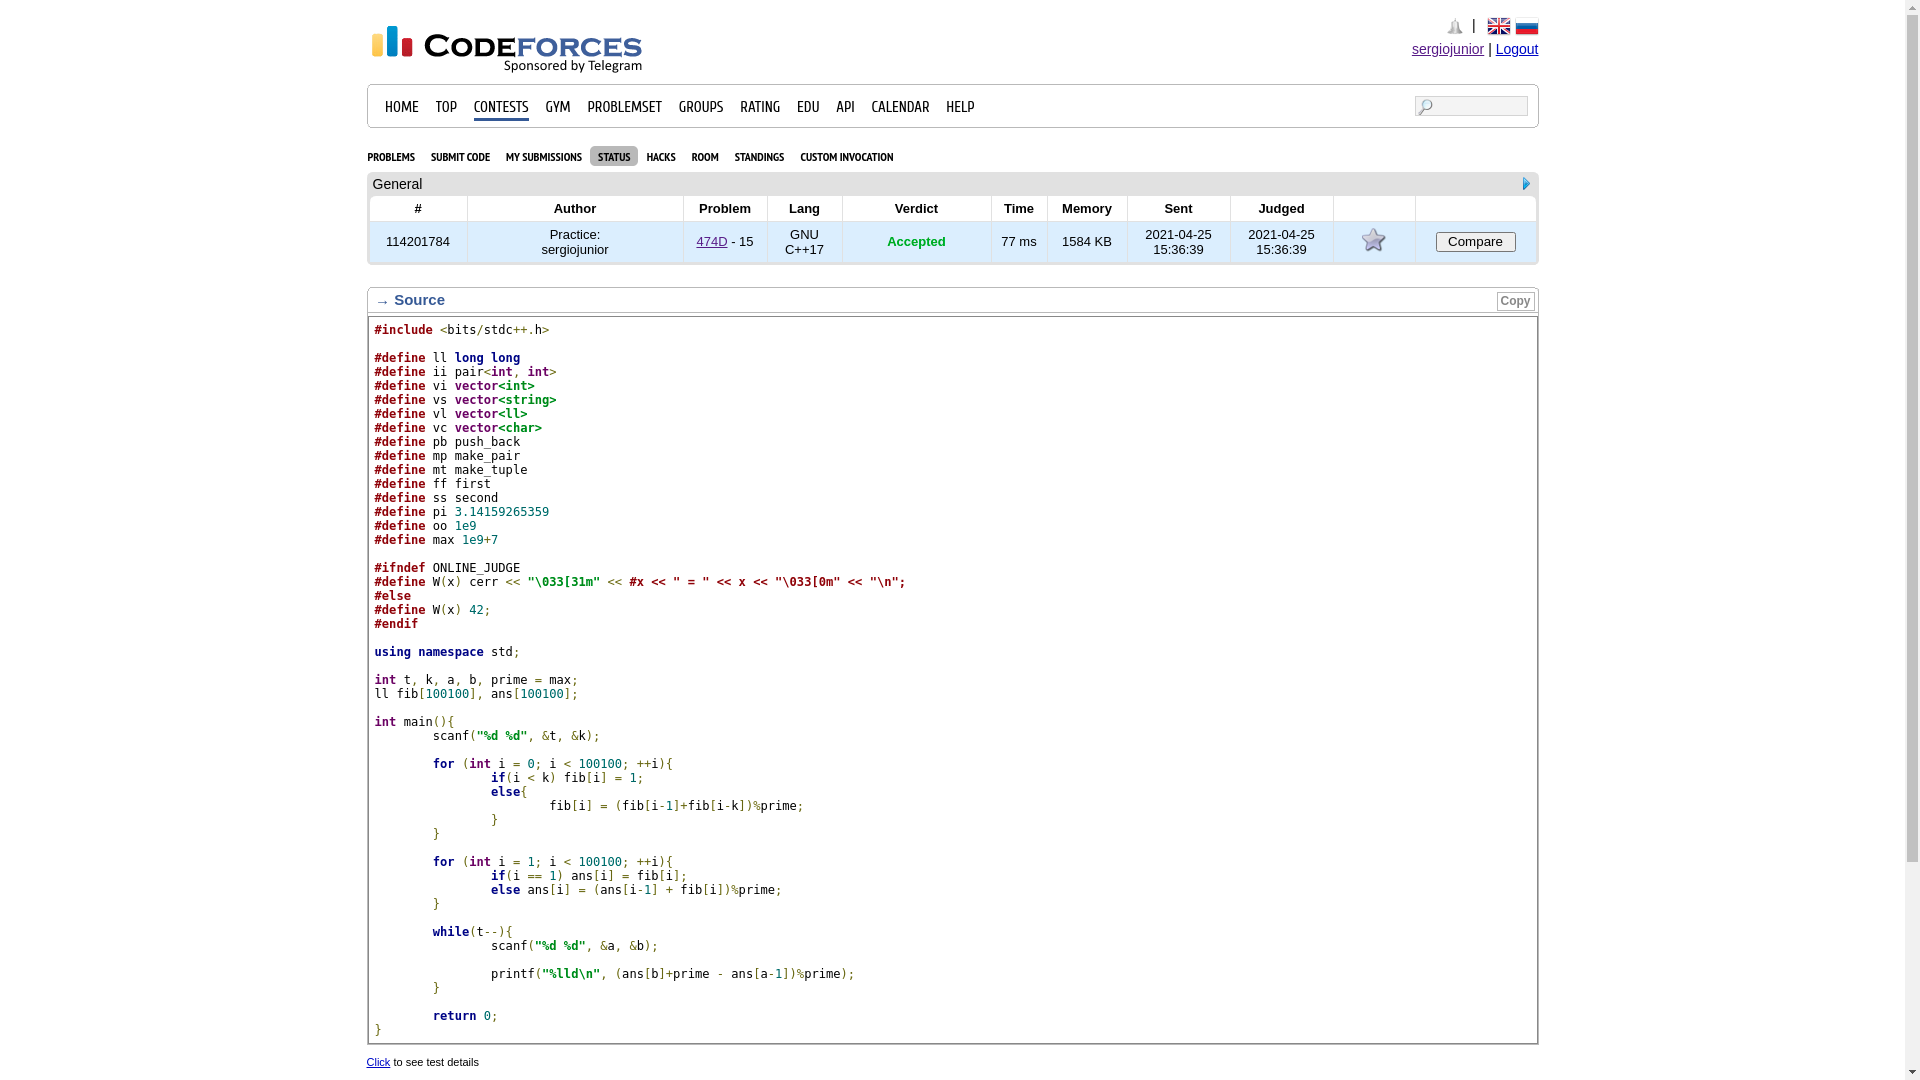 CODEFORCES
Sponsored by Telegram
|
sergiojunior | Logout
HOME TOP CONTESTS GYM PROBLEMSET GROUPS RATING EDU API CALENDAR HELP
PROBLEMS SUBMIT CODE MY SUBMISSIONS STATUS HACKS ROOM STANDINGS CUSTOM INVOCATION
General
# Author Problem Lang Verdict Time Memory Sent Judged
114201784 Practice: sergiojunior 474D - 15 GNU C++17 Accepted 77 ms 1584 KB 2021-04-25 15:36:39 2021-04-25 15:36:39 Compare
→ Source Copy
#include <bits/stdc++.h>
#define ll long long
#define ii pair<int, int>
#define vi vector<int>
#define vs vector<string>
#define vl vector<ll>
#define vc vector<char>
#define pb push_back
#define mp make_pair
#define mt make_tuple
#define ff first
#define ss second
#define pi 3.14159265359
#define oo 1e9
#define max 1e9+7
#ifndef ONLINE_JUDGE
#define W(x) cerr << "\033[31m" << #x << " = " << x << "\033[0m" << "\n";
#else
#define W(x) 42;
#endif
using namespace std;
int t, k, a, b, prime = max;
ll fib[100100], ans[100100];
int main(){
scanf("%d %d", &t, &k);
for (int i = 0; i < 100100; ++i){
if(i < k) fib[i] = 1;
else{
fib[i] = (fib[i-1]+fib[i-k])%prime;
}
}
for (int i = 1; i < 100100; ++i){
if(i == 1) ans[i] = fib[i];
else ans[i] = (ans[i-1] + fib[i])%prime;
}
while(t--){
scanf("%d %d", &a, &b);
printf("%lld\n", (ans[b]+prime - ans[a-1])%prime);
}
return 0;
}
Click to see test details